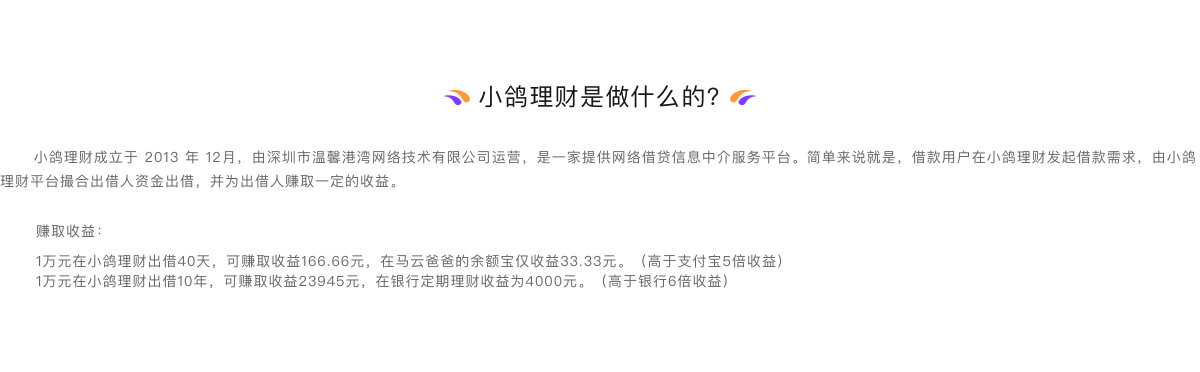 小鸽理财是做什么的?
小鸽理财成立于 2013 年 12月，由深圳市温馨港湾网络技术有限公司运营，是一家提供网络借贷信息中介服务平台。简单来说就是，借款用户在小鸽理财发起借款需求，由小鸽
理财平台撮合出借人资金出借，并为出借人赚取一定的收益。
赚取收益：
1万元在小鸽理财出借40天，可赚取收益166.66元，在马云爸爸的余额宝仅收益33.33元。（高于支付宝5倍收益）
1万元在小鸽理财出借10年，可赚取收益23945元，在银行定期理财收益为4000元。（高于银行6倍收益）